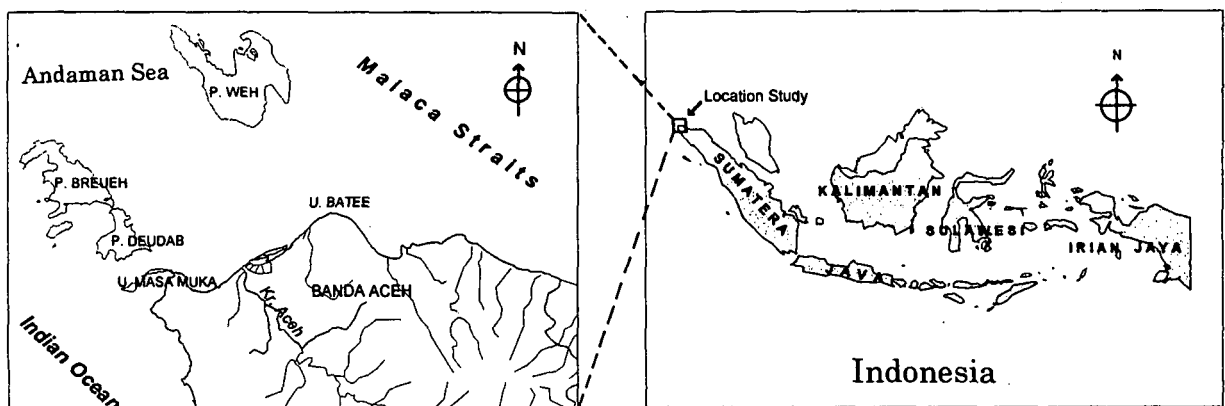 Andaman Sea
P. WEH
Malaca Straits
N
P. BREUEH
U. BATEE
P. DEUDAB
U. MASA MUKA
BANDA ACEH
Kr. Aceh
Indian Ocean
N
Location Study
SUMATERA
KALIMANTAN
SULAWESI
IRIAN JAYA
JAVA
Indonesia